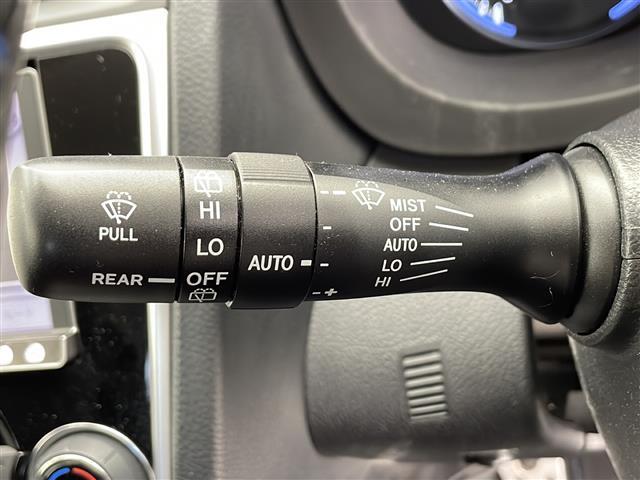 PULL
REAR
HI
LO
OFF
AUTO
- +
MIST
OFF
AUTO
LO
HI